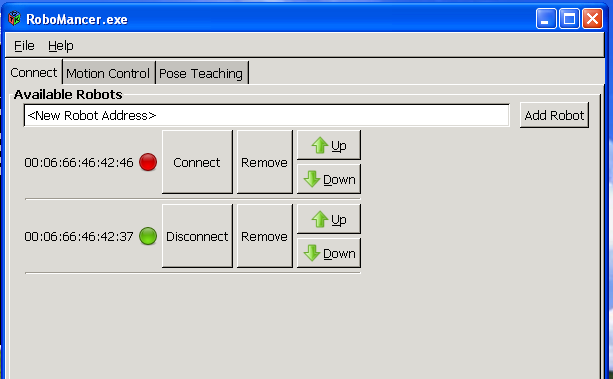 RoboMancer.exe
File Help
Connect Motion Control Pose Teaching
Available Robots
<New Robot Address> Add Robot
00:06:66:46:42:46 Connect Remove Up
Down
00:06:66:46:42:37 Disconnect Remove Up
Down